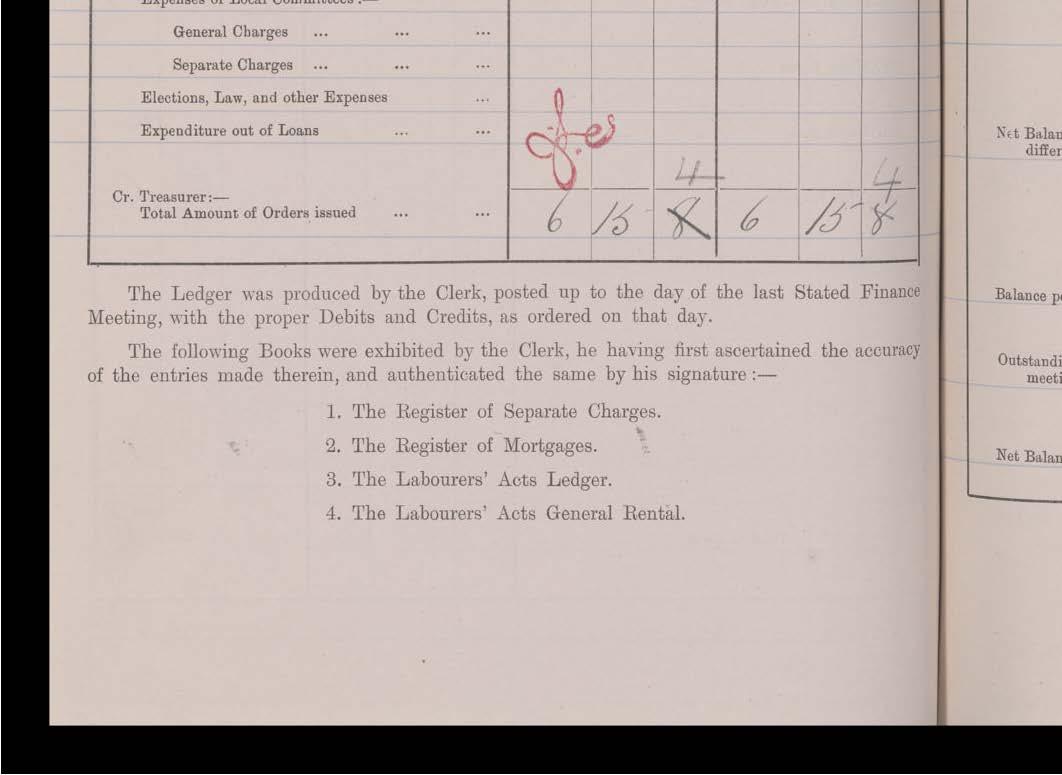 Expenses of Local Committees :—
General Charges ... ... ...
Separate Charges ... ... ...
Elections, Law, and other Expenses ...
Expenditure out of Loans ... ...
4 4
Cr. Treasurer:—
Total Amount of Orders issued ... ... 6 15 8 6 15 8
The Ledger was produced by the Clerk, posted up to the day of the last Stated Finance
Meeting, with the proper Debits and Credits, as ordered on that day.
The following Books were exhibited by the Clerk, he having first ascertained the accuracy
of the entries made therein, and authenticated the same by his signature :—
1. The Register of Separate Charges.
2. The Register of Mortgages.
3. The Labourers' Acts Ledger.
4. The Labourers' Acts General Rental.
Net Balan
differ
Balance p
Outstandi
meeti
Net Balan